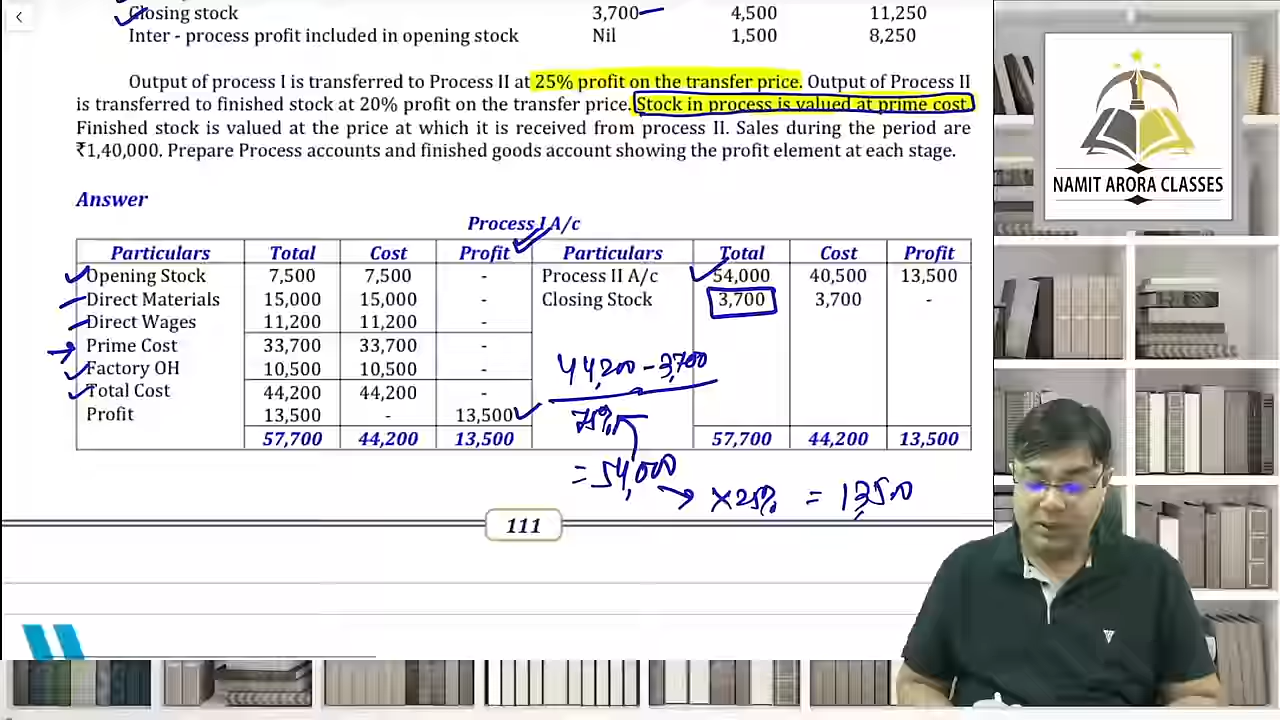 Closing stock 3,700 4,500 11,250
Inter - process profit included in opening stock Nil 1,500 8,250
Output of process I is transferred to Process II at 25% profit on the transfer price. Output of Process II
is transferred to finished stock at 20% profit on the transfer price. Stock in process is valued at prime cost.
Finished stock is valued at the price at which it is received from process II. Sales during the period are
₹1,40,000. Prepare Process accounts and finished goods account showing the profit element at each stage.
Answer
Process I A/c
Particulars Total Cost Profit Particulars Total Cost Profit
Opening Stock 7,500 7,500 - Process II A/c 54,000 40,500 13,500
Direct Materials 15,000 15,000 - Closing Stock 3,700 3,700 -
Direct Wages 11,200 11,200 -
Prime Cost 33,700 33,700 -
Factory OH 10,500 10,500 -
Total Cost 44,200 44,200 -
Profit 13,500 - 13,500
57,700 44,200 13,500 57,700 44,200 13,500
44,200 - 3,700
75%
= 54,000
× 25% = 13,500
111
NAMIT ARORA CLASSES